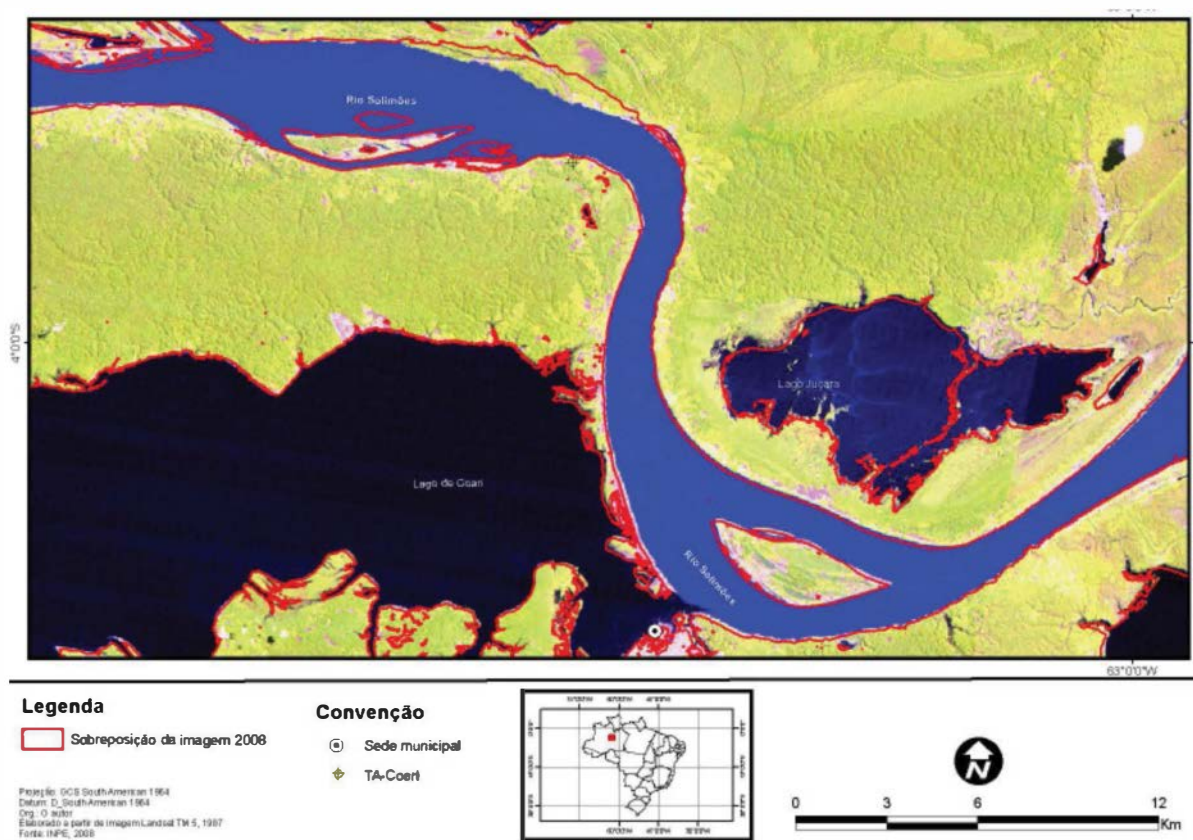 Rio Solimões
4°0'0"S
Lago Juçara
Lago de Coari
Rio Solimões
63°0'0"W
Legenda
Sobreposição da imagem 2008
Convenção
Sede municipal
TA-Coari
N
0 3 6 12
Km
Projeção: GCS South American 1964
Datum: D_South American 1964
Org.: O autor
Elaborado a partir de imagem Landsat TM 5, 1987
Fonte: INPE, 2008